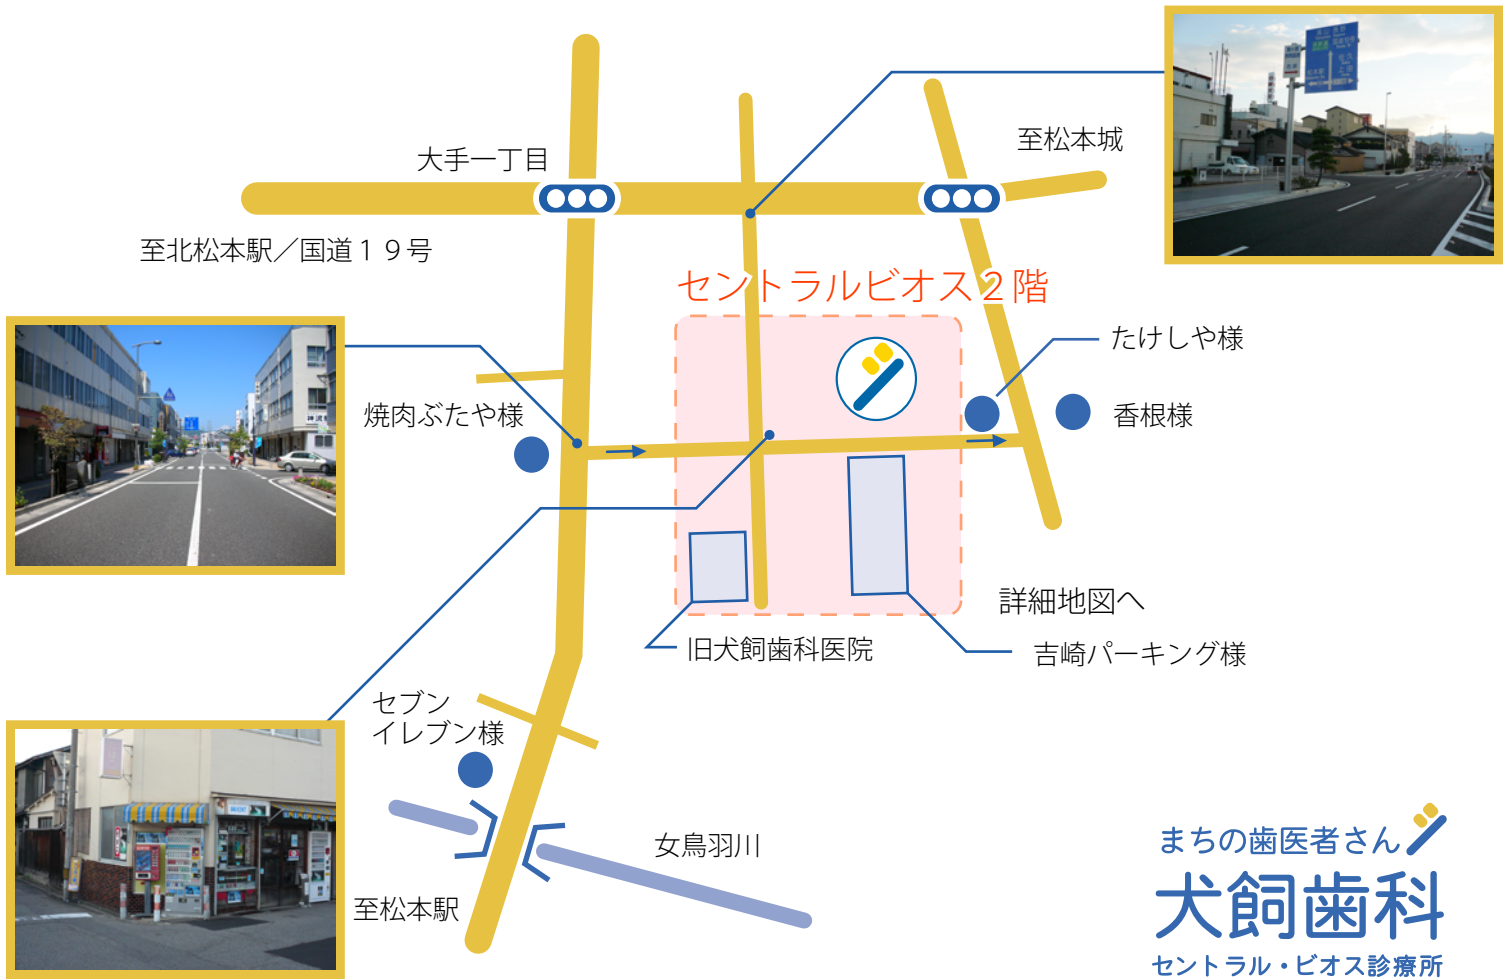 大手一丁目
至松本城
至北松本駅／国道１９号
セントラルビオス２階
たけしや様
焼肉ぶたや様
香根様
詳細地図へ
旧犬飼歯科医院
吉崎パーキング様
セブン
イレブン様
女鳥羽川
至松本駅
まちの歯医者さん
犬飼歯科
セントラル・ビオス診療所